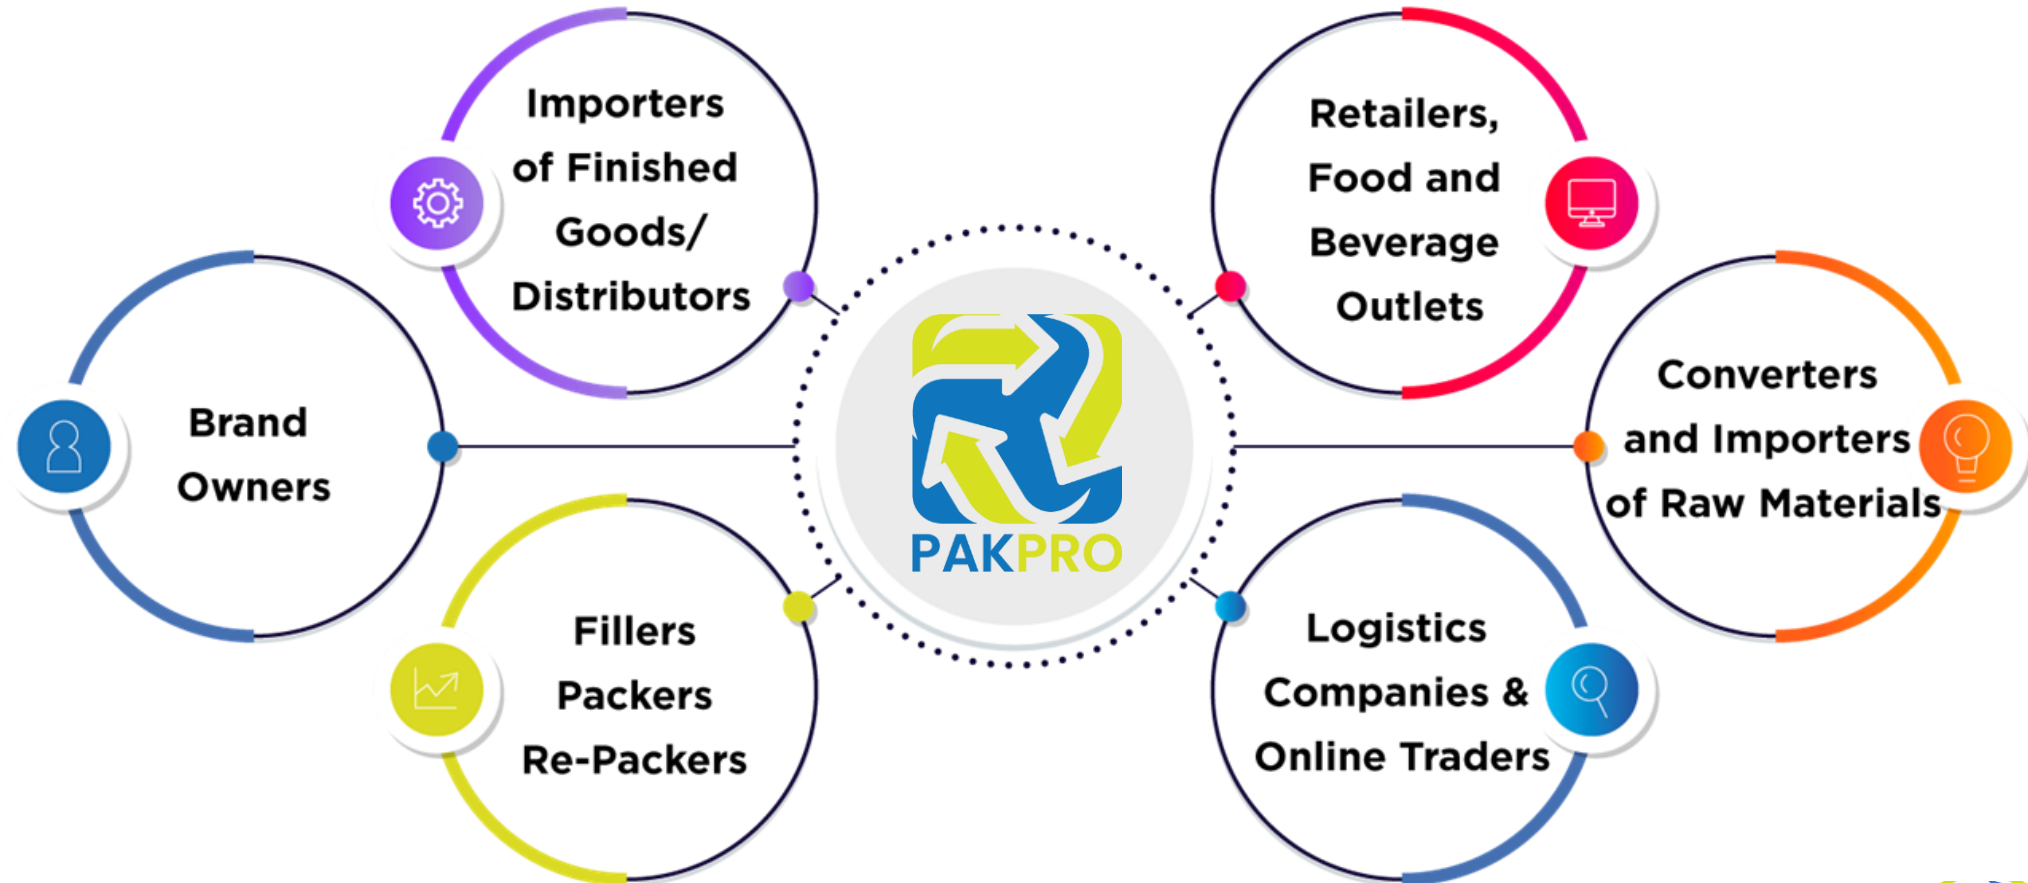 Importers
of Finished
Goods/
Distributors
Retailers,
Food and
Beverage
Outlets
Brand
Owners
PAKPRO
Converters
and Importers
of Raw Materials
Fillers
Packers
Re-Packers
Logistics
Companies &
Online Traders